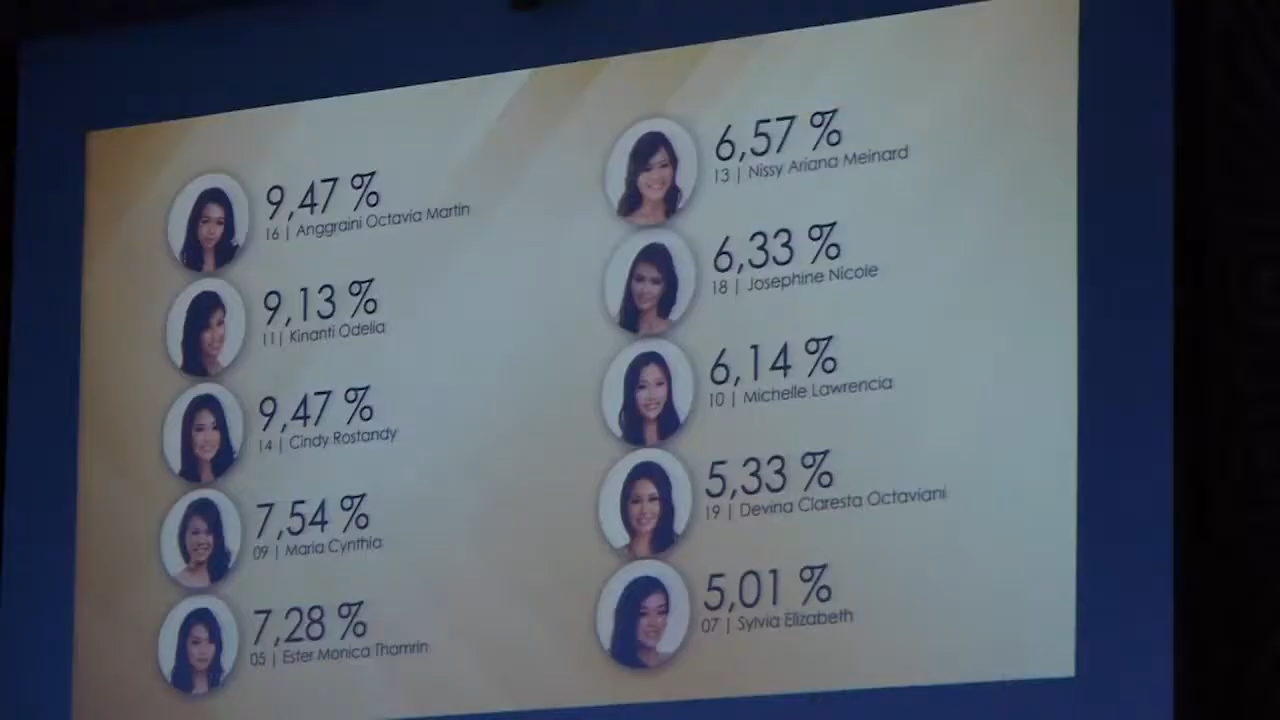 9,47 %
16 | Anggraini Octavia Martin
9,13 %
11 | Kinanti Odelia
9,47 %
14 | Cindy Rostandy
7,54 %
09 | Maria Cynthia
7,28 %
05 | Ester Monica Thamrin
6,57 %
13 | Nissy Ariana Meinard
6,33 %
18 | Josephine Nicole
6,14 %
10 | Michelle Lawrencia
5,33 %
19 | Devina Claresta Octaviani
5,01 %
07 | Sylvia Elizabeth